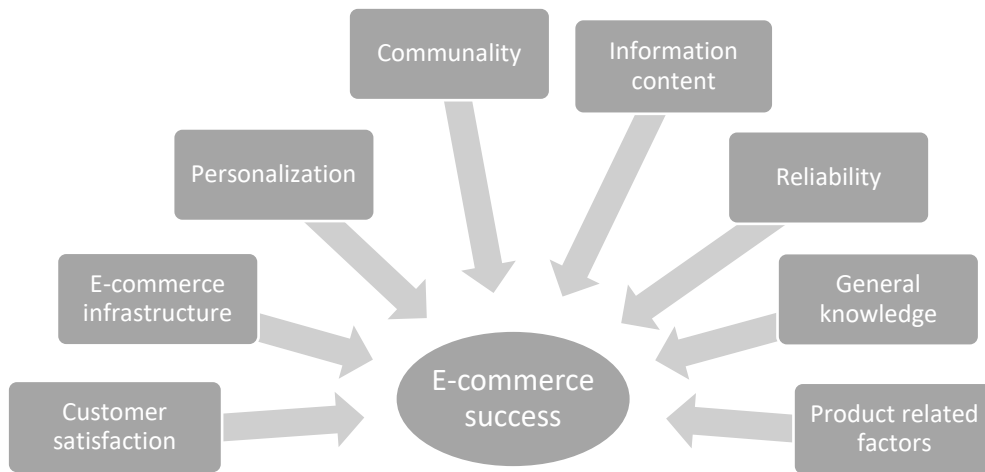 Communality
Information
content
Personalization
Reliability
E-commerce
infrastructure
General
knowledge
E-commerce
success
Customer
satisfaction
Product related
factors